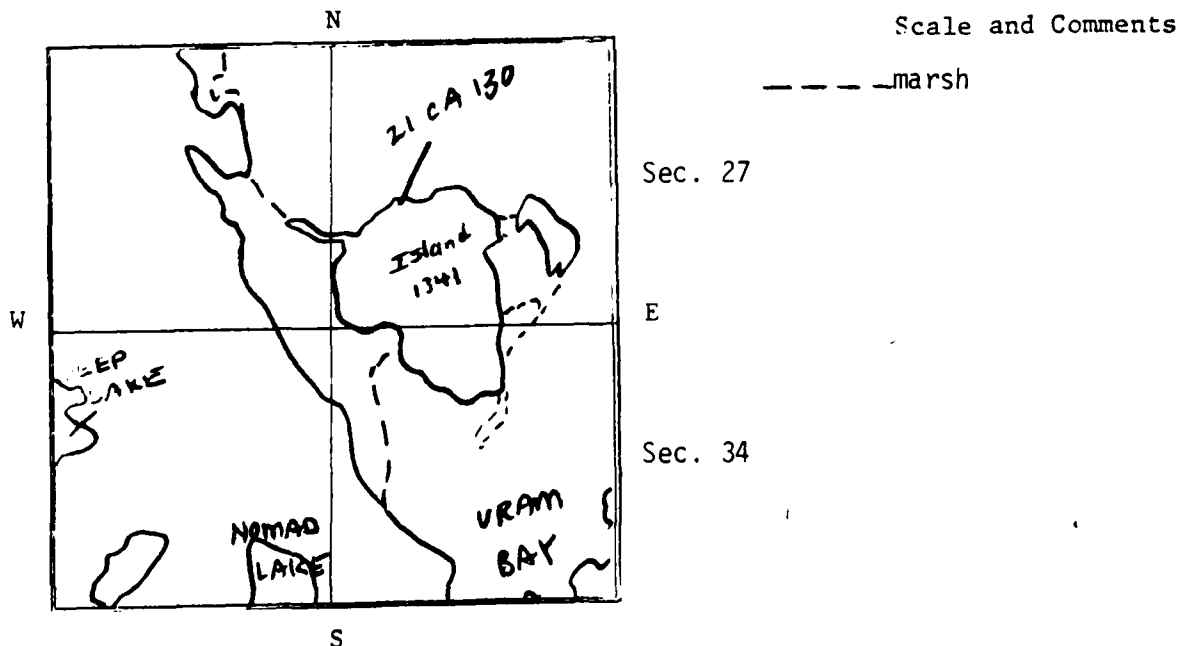 N
Scale and Comments
marsh
21 CA 130
Sec. 27
Island
1341
W
E
LAKE
Sec. 34
NOMAD
LAKE
VRAM
BAY
S